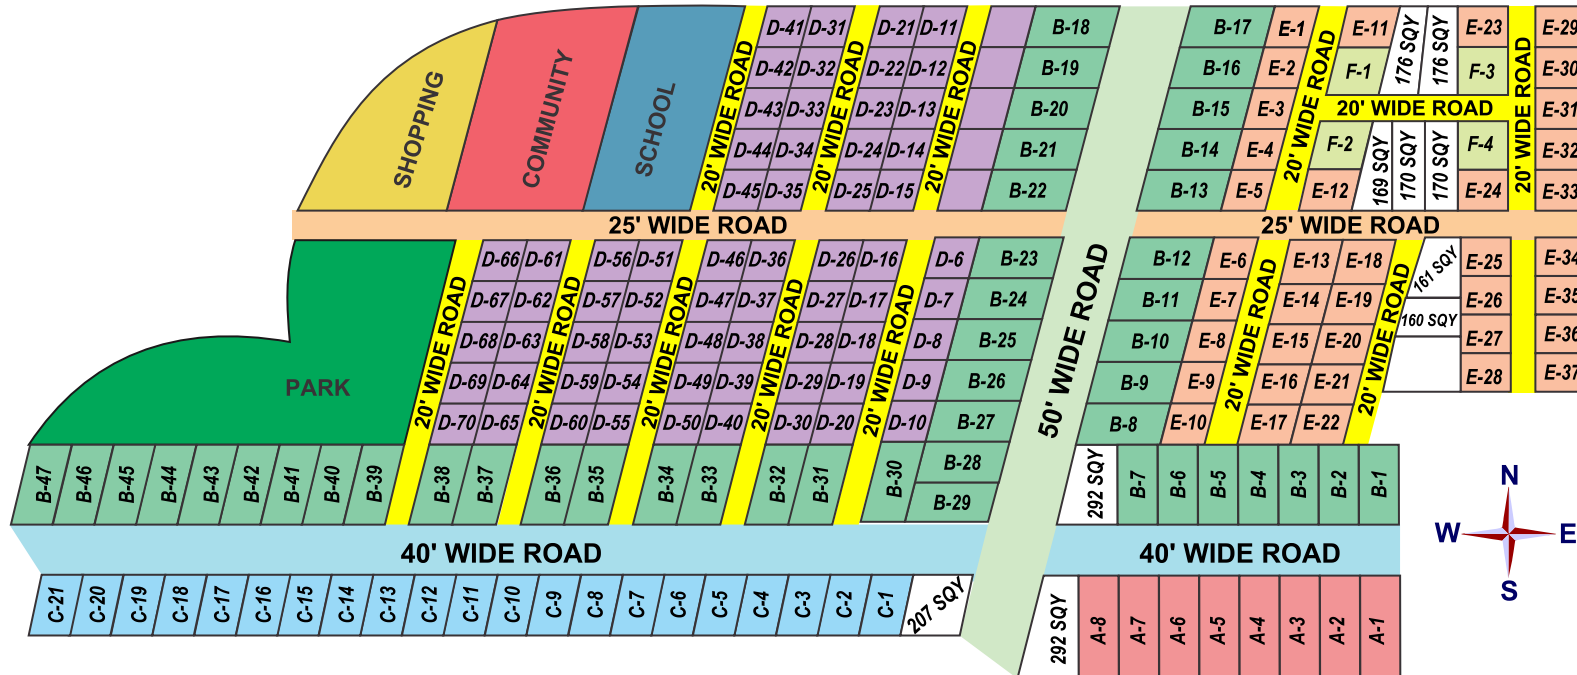 D-41 D-31 D-21 D-11 B-18 B-17 E-1 E-11 176 SQY 176 SQY E-23 E-29
D-42 D-32 D-22 D-12 B-19 B-16 E-2 F-1 F-3 E-30
SHOPPING COMMUNITY SCHOOL
20' WIDE ROAD 20' WIDE ROAD 20' WIDE ROAD 20' WIDE ROAD 20' WIDE ROAD
D-43 D-33 D-23 D-13 B-20 B-15 E-3 20' WIDE ROAD E-31
D-44 D-34 D-24 D-14 B-21 B-14 E-4 F-2 169 SQY 170 SQY 170 SQY F-4 E-32
D-45 D-35 D-25 D-15 B-22 B-13 E-5 E-12 E-24 E-33
25' WIDE ROAD 25' WIDE ROAD
D-66 D-61 D-56 D-51 D-46 D-36 D-26 D-16 D-6 B-23 B-12 E-6 E-13 E-18 161 SQY E-25 E-34
D-67 D-62 D-57 D-52 D-47 D-37 D-27 D-17 D-7 B-24 B-11 E-7 E-14 E-19 E-26 E-35
160 SQY
D-68 D-63 D-58 D-53 D-48 D-38 D-28 D-18 D-8 B-25 B-10 E-8 E-15 E-20 E-27 E-36
20' WIDE ROAD 20' WIDE ROAD 20' WIDE ROAD 20' WIDE ROAD 20' WIDE ROAD 50' WIDE ROAD 20' WIDE ROAD 20' WIDE ROAD
PARK
D-69 D-64 D-59 D-54 D-49 D-39 D-29 D-19 D-9 B-26 B-9 E-9 E-16 E-21 E-28 E-37
D-70 D-65 D-60 D-55 D-50 D-40 D-30 D-20 D-10 B-27 B-8 E-10 E-17 E-22
B-47 B-46 B-45 B-44 B-43 B-42 B-41 B-40 B-39 B-38 B-37 B-36 B-35 B-34 B-33 B-32 B-31 B-30 B-28 292 SQY B-7 B-6 B-5 B-4 B-3 B-2 B-1
B-29
N
W E
S
40' WIDE ROAD 40' WIDE ROAD
C-21 C-20 C-19 C-18 C-17 C-16 C-15 C-14 C-13 C-12 C-11 C-10 C-9 C-8 C-7 C-6 C-5 C-4 C-3 C-2 C-1 207 SQY 292 SQY A-8 A-7 A-6 A-5 A-4 A-3 A-2 A-1